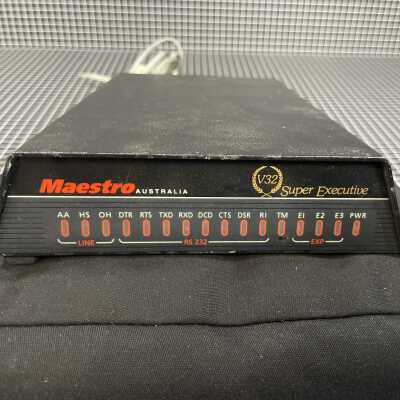 Maestro AUSTRALIA
V32
Super Executive
AA HS OH DTR RTS TXD RXD DCD CTS DSR RI TM E1 E2 E3 PWR
LINE RS 232 EXP